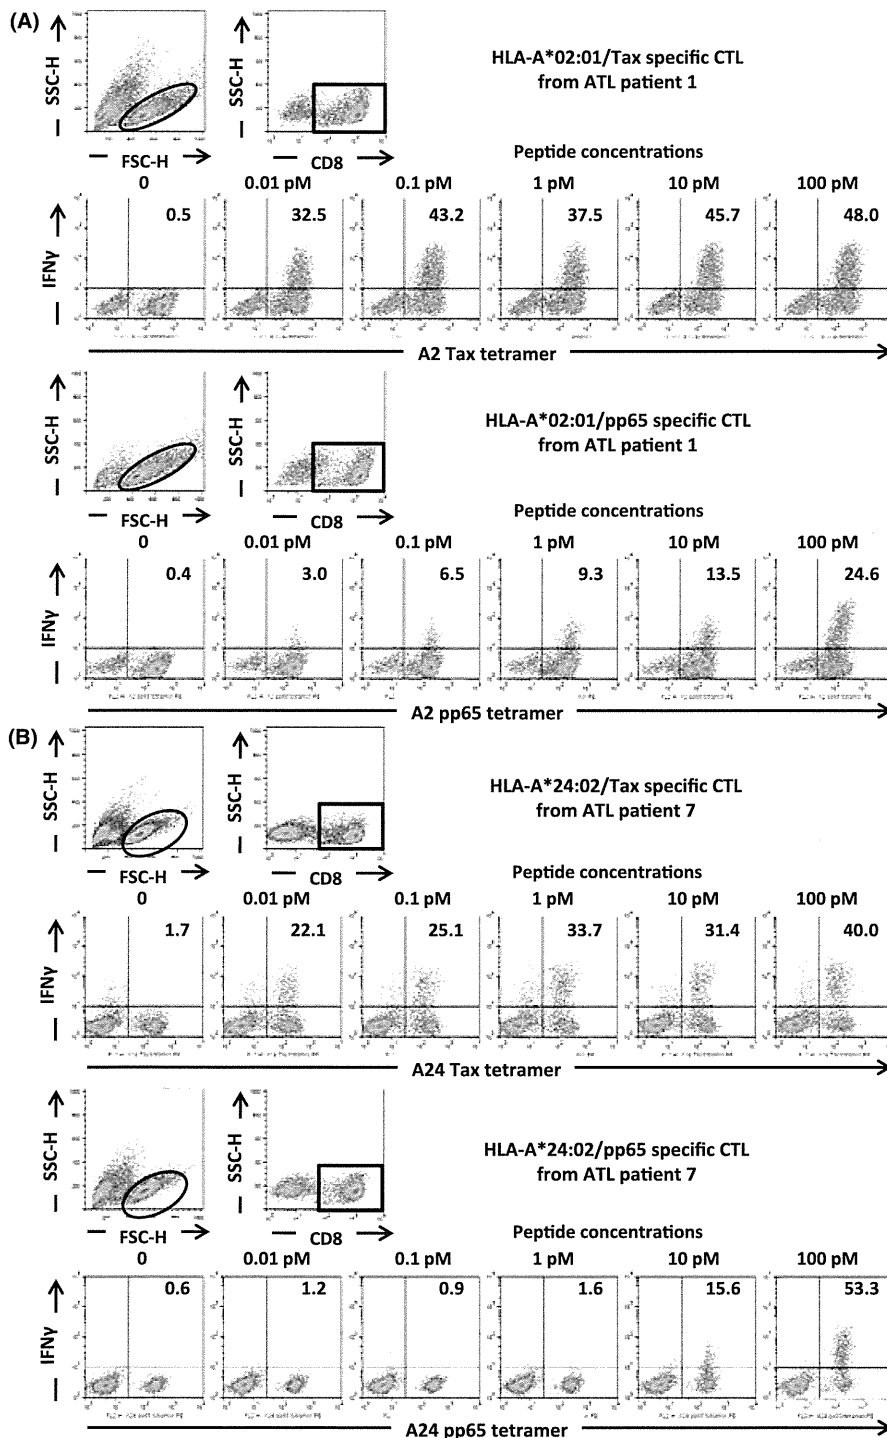 (A)
SSC-H
FSC-H
SSC-H
CD8
HLA-A*02:01/Tax specific CTL
from ATL patient 1
Peptide concentrations
0 0.01 pM 0.1 pM 1 pM 10 pM 100 pM
IFNγ
0.5 32.5 43.2 37.5 45.7 48.0
A2 Tax tetramer
SSC-H
FSC-H
SSC-H
CD8
HLA-A*02:01/pp65 specific CTL
from ATL patient 1
Peptide concentrations
0 0.01 pM 0.1 pM 1 pM 10 pM 100 pM
IFNγ
0.4 3.0 6.5 9.3 13.5 24.6
A2 pp65 tetramer
(B)
SSC-H
FSC-H
SSC-H
CD8
HLA-A*24:02/Tax specific CTL
from ATL patient 7
Peptide concentrations
0 0.01 pM 0.1 pM 1 pM 10 pM 100 pM
IFNγ
1.7 22.1 25.1 33.7 31.4 40.0
A24 Tax tetramer
SSC-H
FSC-H
SSC-H
CD8
HLA-A*24:02/pp65 specific CTL
from ATL patient 7
Peptide concentrations
0 0.01 pM 0.1 pM 1 pM 10 pM 100 pM
IFNγ
0.6 1.2 0.9 1.6 15.6 53.3
A24 pp65 tetramer